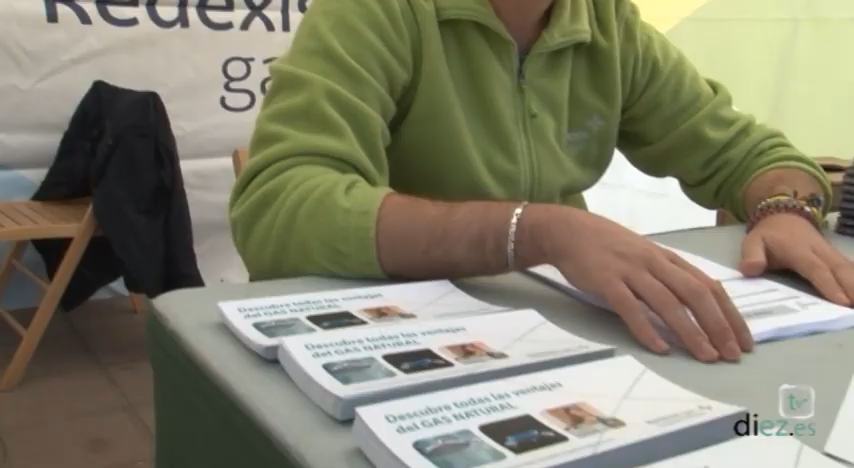 Redexis
ga
Descubre todas las ventajas
del GAS NATURAL
Descubre todas las ventajas
del GAS NATURAL
Descubre todas las ventajas
del GAS NATURAL
tv
diez.es